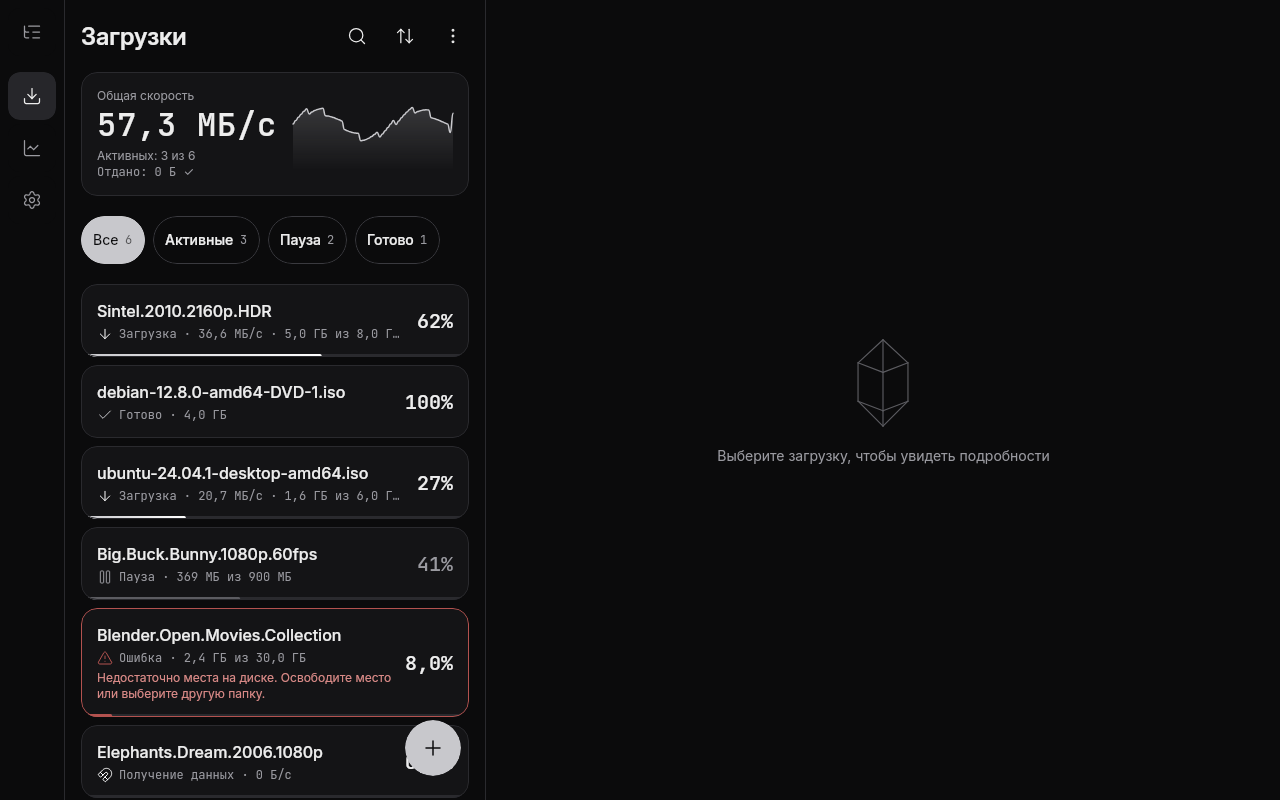 Загрузки
Общая скорость
57,3 МБ/с
Активных: 3 из 6
Отдано: 0 Б ✓
Все 6
Активные 3
Пауза 2
Готово 1
Sintel.2010.2160p.HDR
Загрузка · 36,6 МБ/с · 5,0 ГБ из 8,0 Г…
62%
debian-12.8.0-amd64-DVD-1.iso
Готово · 4,0 ГБ
100%
ubuntu-24.04.1-desktop-amd64.iso
Загрузка · 20,7 МБ/с · 1,6 ГБ из 6,0 Г…
27%
Big.Buck.Bunny.1080p.60fps
Пауза · 369 МБ из 900 МБ
41%
Blender.Open.Movies.Collection
Ошибка · 2,4 ГБ из 30,0 ГБ
Недостаточно места на диске. Освободите место
или выберите другую папку.
8,0%
Elephants.Dream.2006.1080p
Получение данных · 0 Б/с
Выберите загрузку, чтобы увидеть подробности